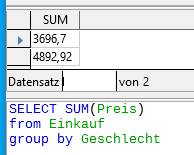 SUM
3696,7
4892,92
Datensatz von 2
SELECT SUM(Preis)
from Einkauf
group by Geschlecht